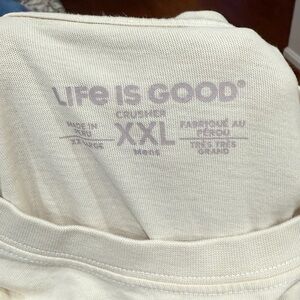 LIFe IS GOOD®
CRUSHER
MADE IN PERU
XX LARGE
XXL
Mens
FABRIQUÉ AU PÉROU
TRÈS TRÈS GRAND